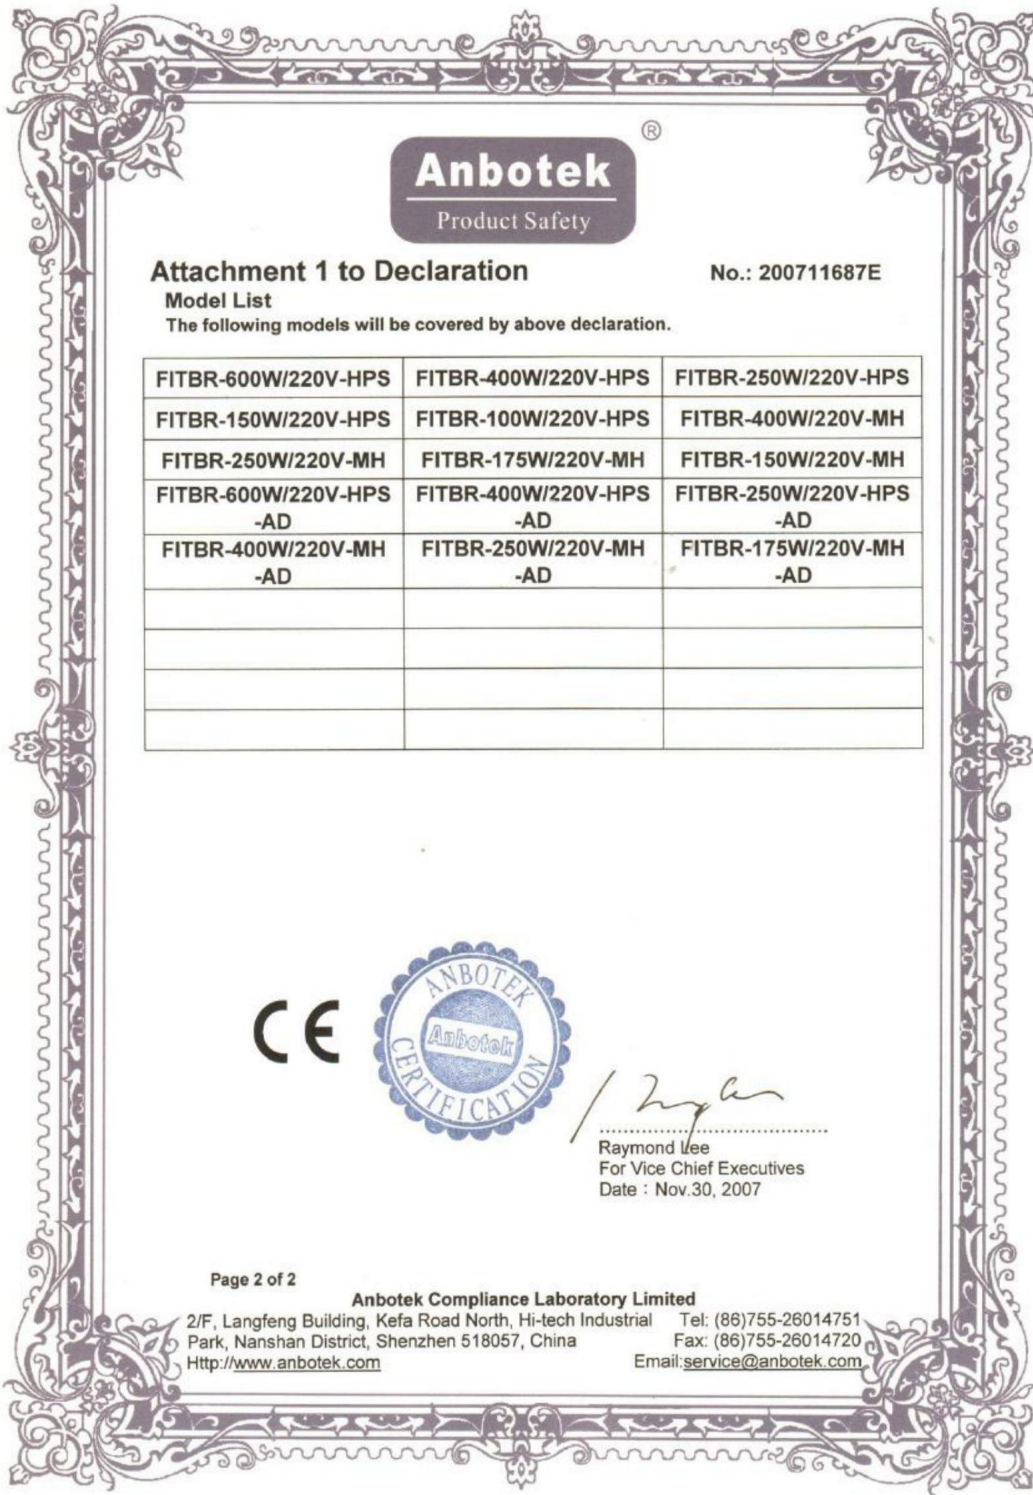 Anbotek ®
Product Safety
Attachment 1 to Declaration No.: 200711687E
Model List
The following models will be covered by above declaration.
FITBR-600W/220V-HPS FITBR-400W/220V-HPS FITBR-250W/220V-HPS
FITBR-150W/220V-HPS FITBR-100W/220V-HPS FITBR-400W/220V-MH
FITBR-250W/220V-MH FITBR-175W/220V-MH FITBR-150W/220V-MH
FITBR-600W/220V-HPS FITBR-400W/220V-HPS FITBR-250W/220V-HPS
-AD -AD -AD
FITBR-400W/220V-MH FITBR-250W/220V-MH FITBR-175W/220V-MH
-AD -AD -AD
CE
ANBOTEK
Anbotek
CERTIFICATION
Raymond Lee
For Vice Chief Executives
Date : Nov.30, 2007
Page 2 of 2
Anbotek Compliance Laboratory Limited
2/F, Langfeng Building, Kefa Road North, Hi-tech Industrial Tel: (86)755-26014751
Park, Nanshan District, Shenzhen 518057, China Fax: (86)755-26014720
Http://www.anbotek.com Email:service@anbotek.com